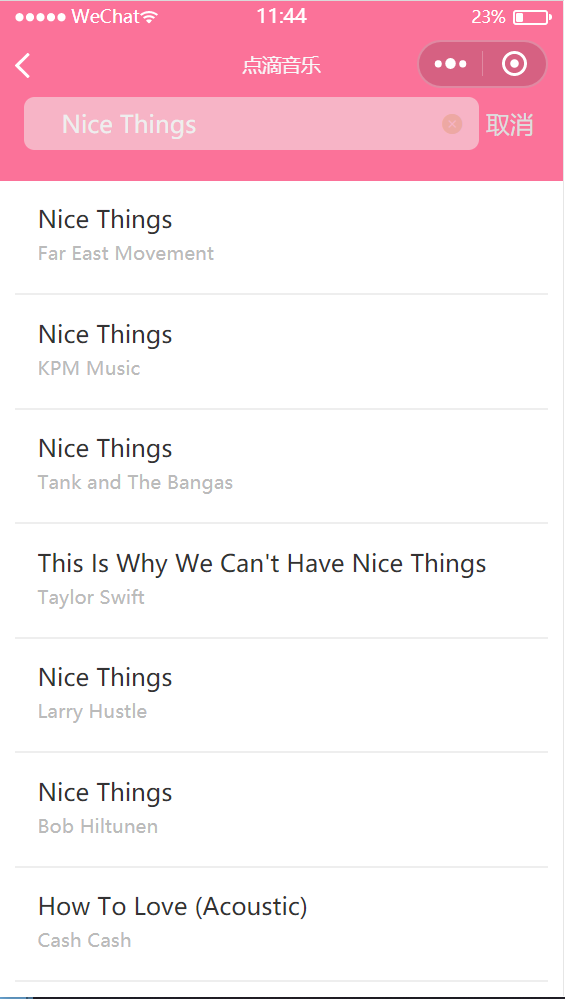 WeChat 11:44 23%
点滴音乐
Nice Things 取消
Nice Things
Far East Movement
Nice Things
KPM Music
Nice Things
Tank and The Bangas
This Is Why We Can't Have Nice Things
Taylor Swift
Nice Things
Larry Hustle
Nice Things
Bob Hiltunen
How To Love (Acoustic)
Cash Cash